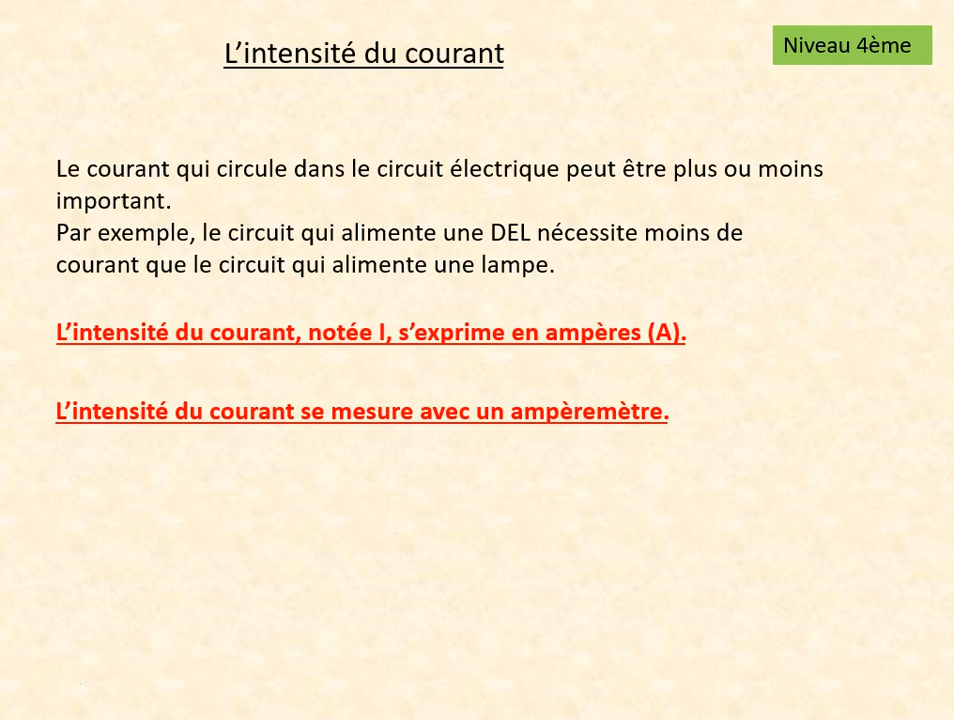 L’intensité du courant
Niveau 4ème
Le courant qui circule dans le circuit électrique peut être plus ou moins
important.
Par exemple, le circuit qui alimente une DEL nécessite moins de
courant que le circuit qui alimente une lampe.
L’intensité du courant, notée I, s’exprime en ampères (A).
L’intensité du courant se mesure avec un ampèremètre.